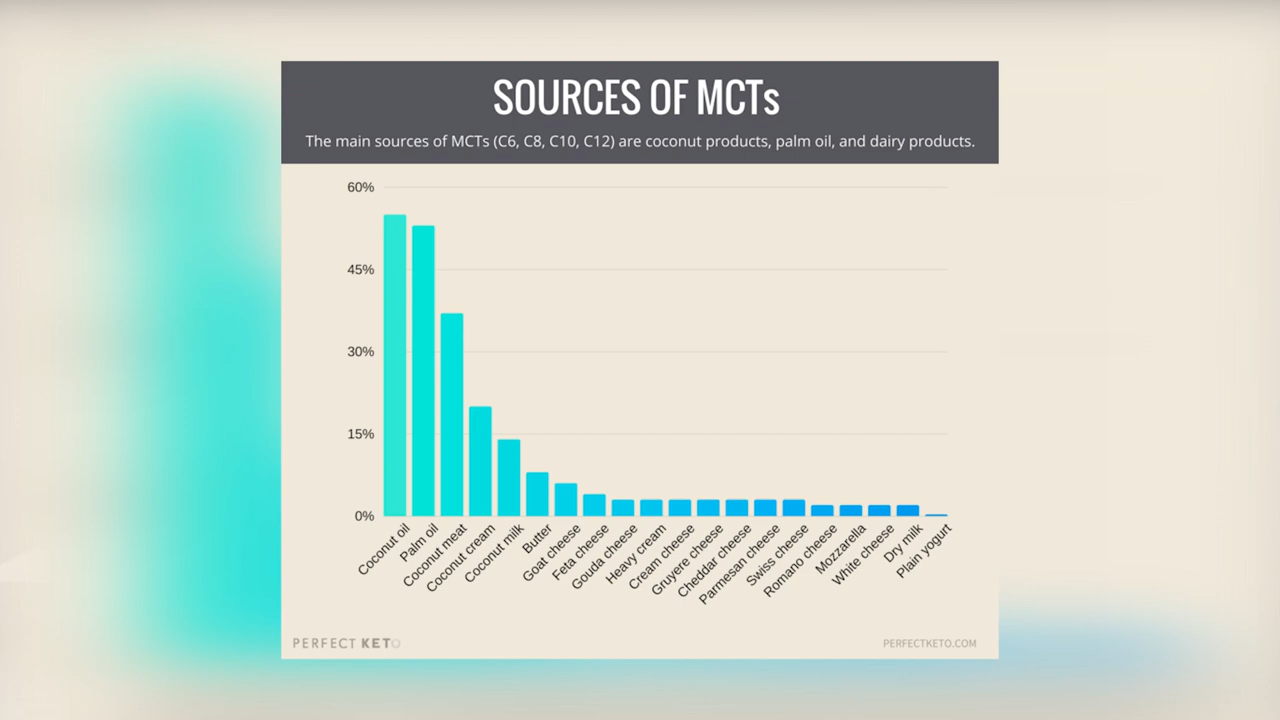 SOURCES OF MCTs
The main sources of MCTs (C6, C8, C10, C12) are coconut products, palm oil, and dairy products.
60%
45%
30%
15%
0%
Coconut oil
Palm oil
Coconut meat
Coconut cream
Coconut milk
Butter
Goat cheese
Feta cheese
Gouda cheese
Heavy cream
Cream cheese
Gruyere cheese
Cheddar cheese
Parmesan cheese
Swiss cheese
Romano cheese
Mozzarella
White cheese
Dry milk
Plain yogurt
PERFECT KETO
PERFECTKETO.COM